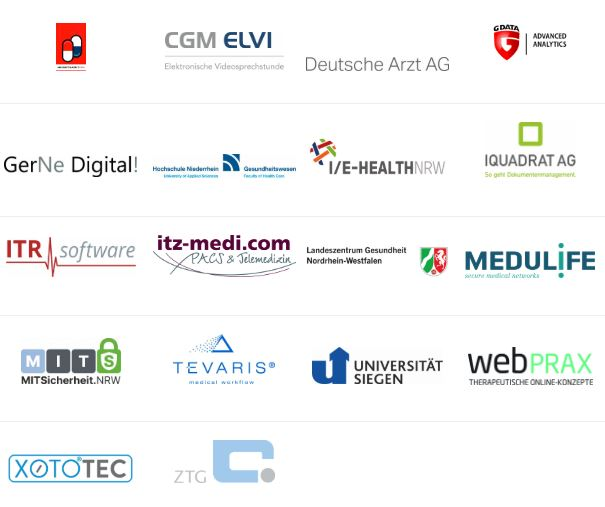 CGM ELVI
Elektronische Videosprechstunde
Deutsche Arzt AG
G DATA
ADVANCED
ANALYTICS
GerNe Digital!
Hochschule Niederrhein
University of Applied Sciences
Gesundheitswesen
Faculty of Health Care
I/E-HEALTHNRW
IQUADRAT AG
So geht Dokumentenmanagement.
ITR software
itz-medi.com
PACS & Telemedizin
Landeszentrum Gesundheit
Nordrhein-Westfalen
MEDULIFE
secure medical networks
MITS
MITSicherheit.NRW
TEVARIS®
medical workflow
UNIVERSITÄT
SIEGEN
webPRAX
THERAPEUTISCHE ONLINE-KONZEPTE
XOTOTEC®
ZTG